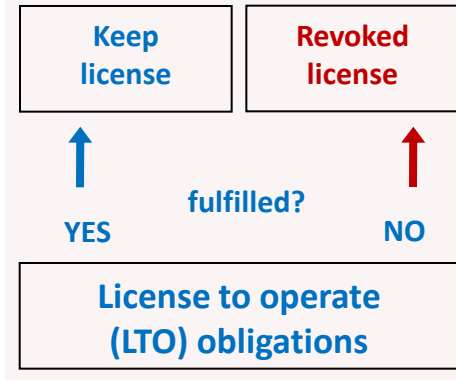 Keep
license
Revoked
license
fulfilled?
YES
NO
License to operate
(LTO) obligations